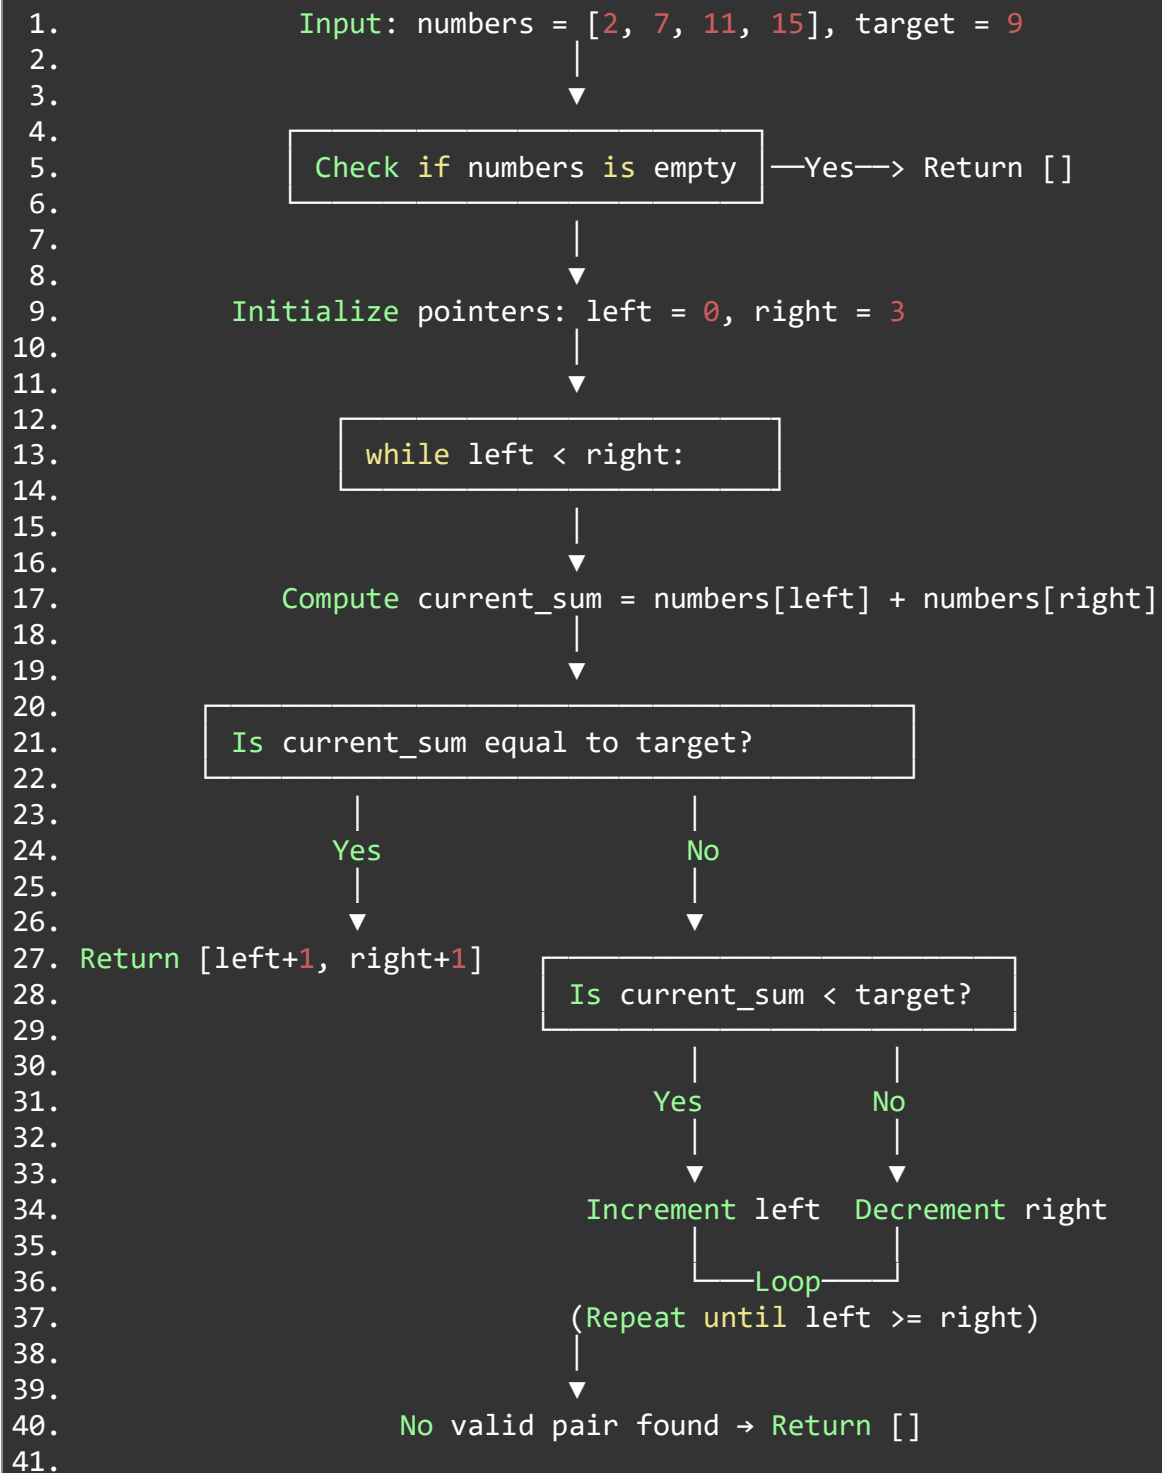 1. Input: numbers = [2, 7, 11, 15], target = 9
2.
3. ▼
4.
5. Check if numbers is empty ──Yes──> Return []
6.
7.
8. ▼
9. Initialize pointers: left = 0, right = 3
10.
11. ▼
12.
13. while left < right:
14.
15.
16. ▼
17. Compute current_sum = numbers[left] + numbers[right]
18.
19. ▼
20.
21. Is current_sum equal to target?
22.
23.
24. Yes No
25.
26. ▼ ▼
27. Return [left+1, right+1]
28. Is current_sum < target?
29.
30.
31. Yes No
32.
33. ▼ ▼
34. Increment left Decrement right
35.
36. Loop
37. (Repeat until left >= right)
38.
39. ▼
40. No valid pair found → Return []
41.